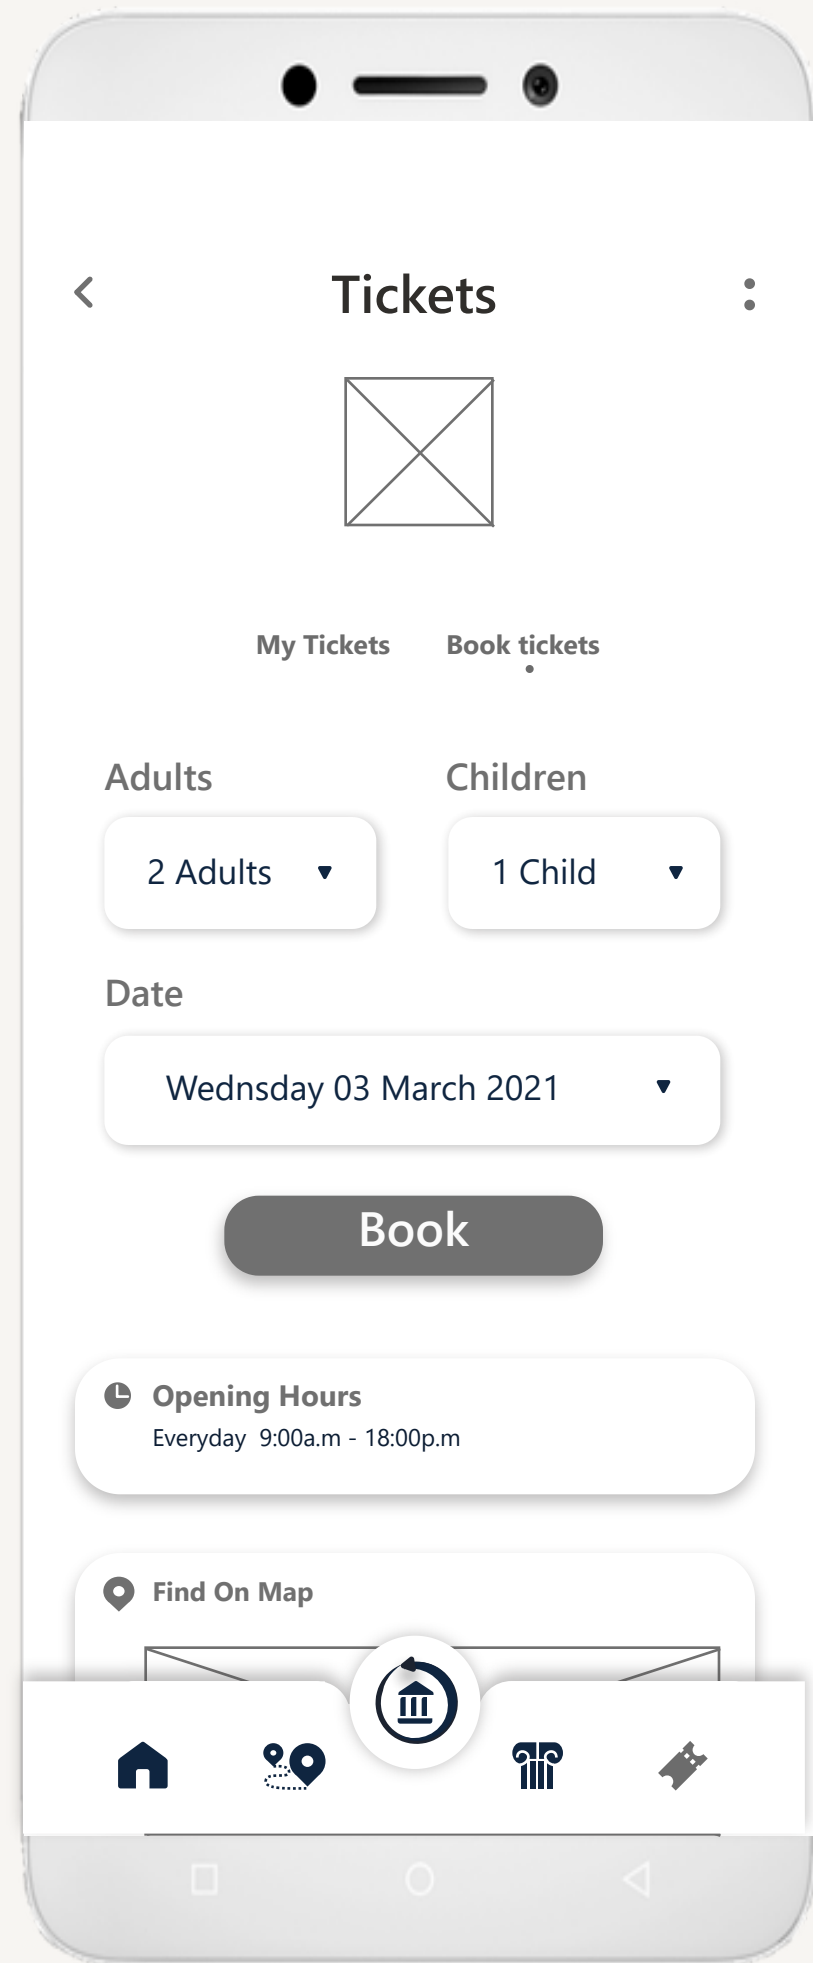 Tickets
My Tickets Book tickets
Adults Children
2 Adults 1 Child
Date
Wednsday 03 March 2021
Book
Opening Hours
Everyday 9:00a.m - 18:00p.m
Find On Map